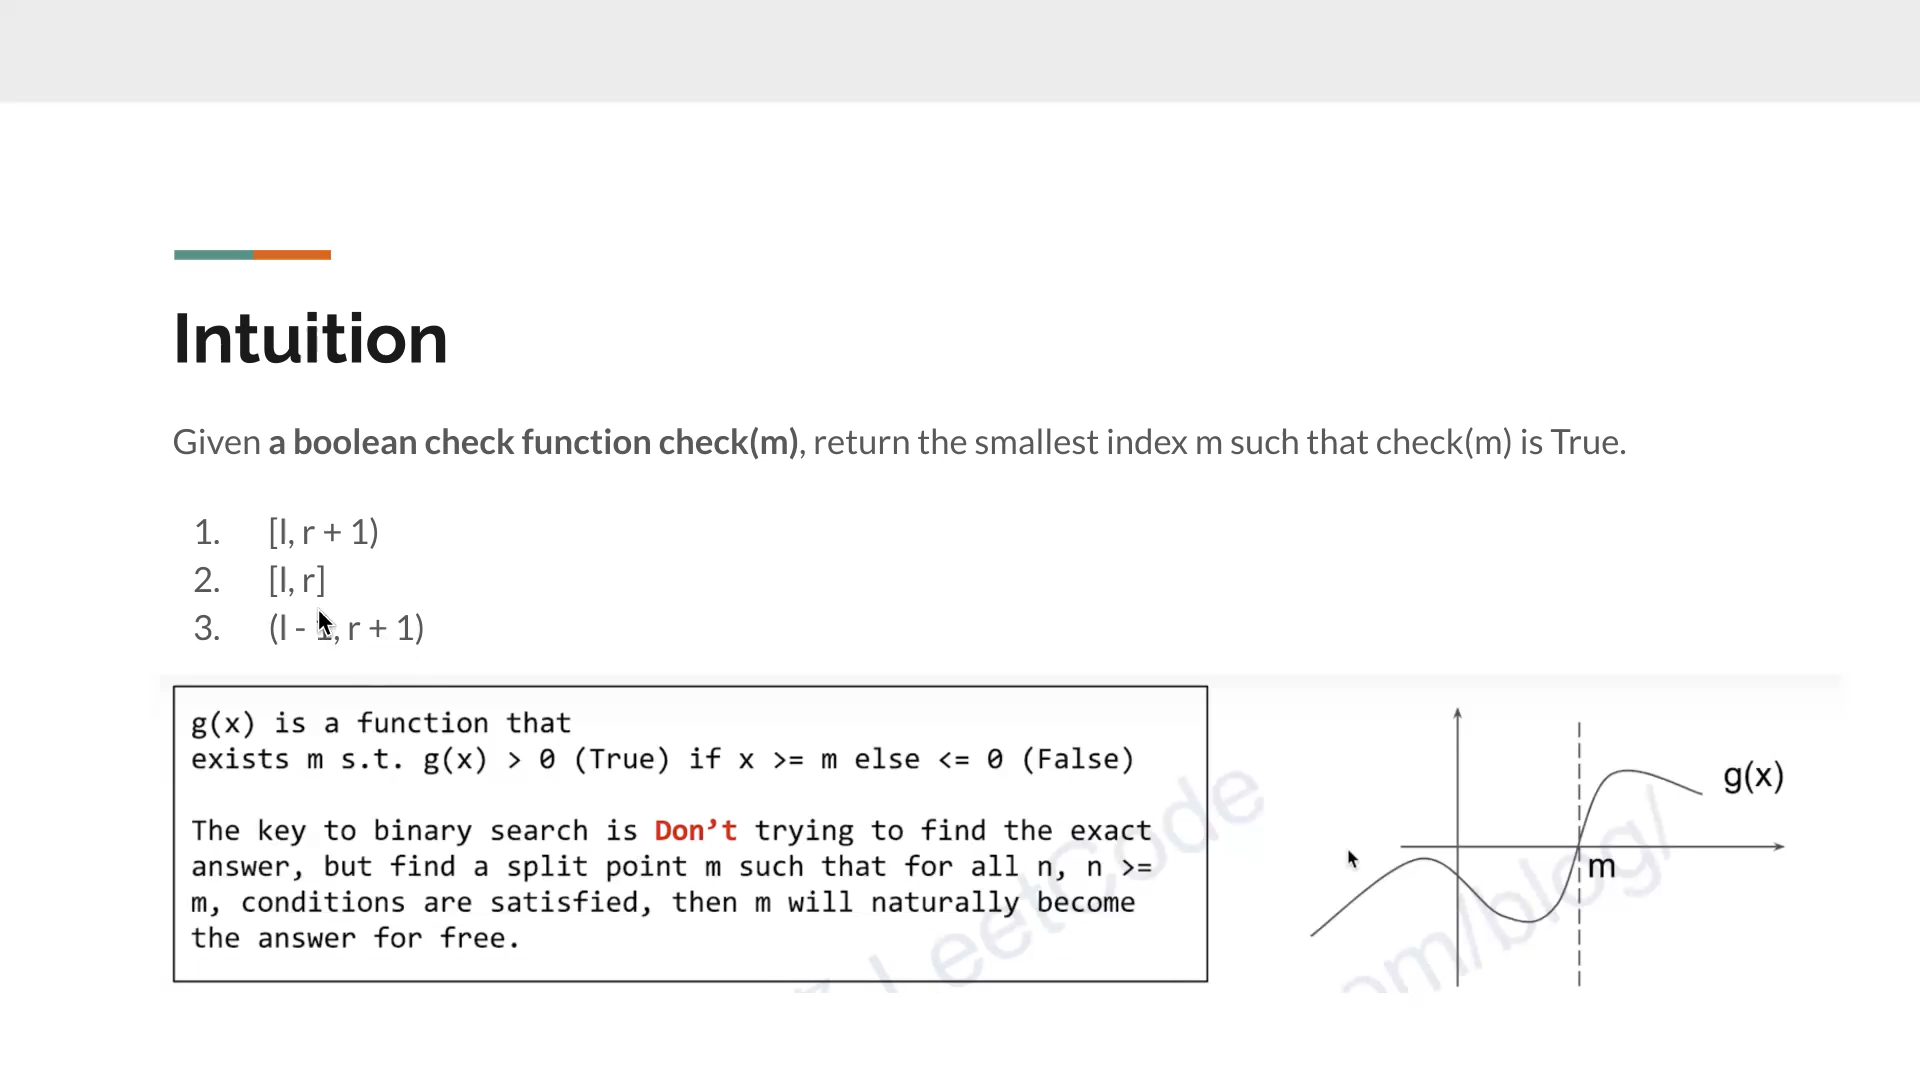 Intuition
Given a boolean check function check(m), return the smallest index m such that check(m) is True.
1. [l, r + 1)
2. [l, r]
3. (l - 1, r + 1)
g(x) is a function that
exists m s.t. g(x) > 0 (True) if x >= m else <= 0 (False)
The key to binary search is Don’t trying to find the exact
answer, but find a split point m such that for all n, n >=
m, conditions are satisfied, then m will naturally become
the answer for free.
g(x)
m
LeetCode
om/blog/